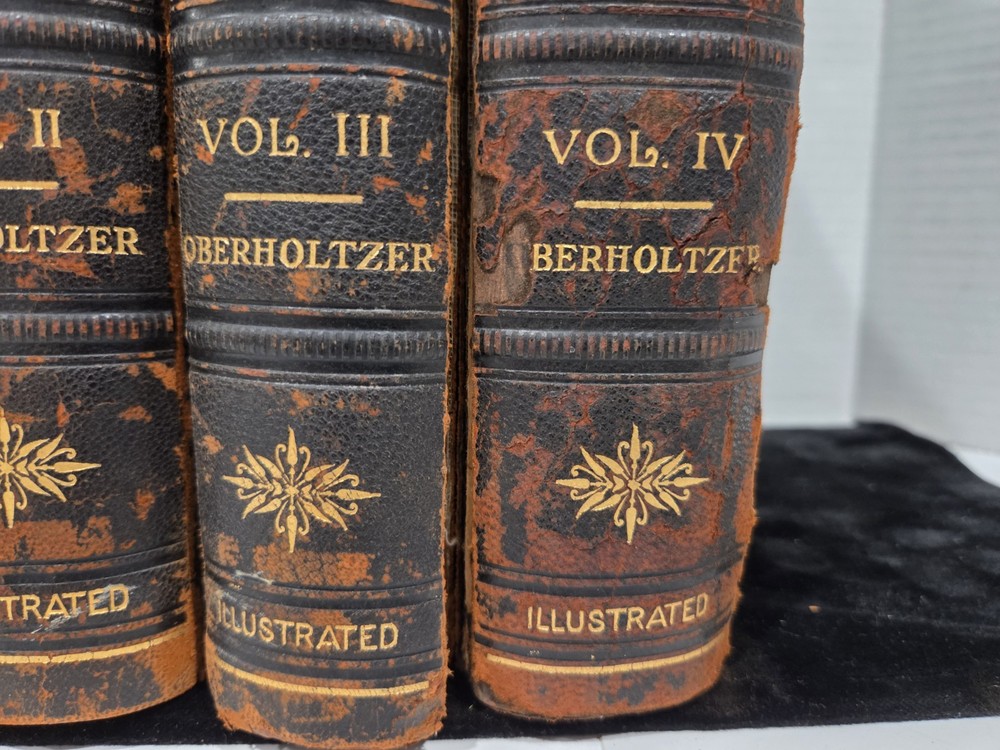 II
OLTZER
TRATED
VOL. III
OBERHOLTZER
ILLUSTRATED
VOL. IV
BERHOLTZER
ILLUSTRATED